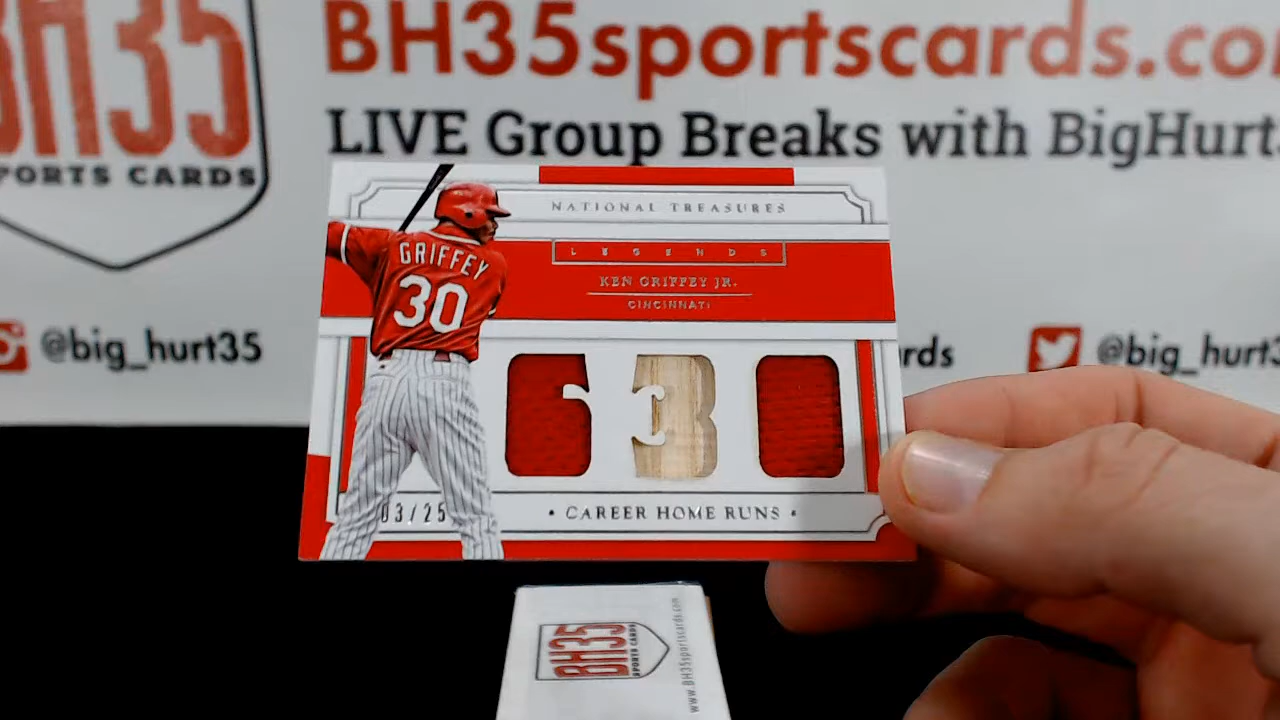 BH35
SPORTS CARDS
BH35sportscards.co
LIVE Group Breaks with BigHurt
@big_hurt35
rds
@big_hurt3
NATIONAL TREASURES
LEGENDS
KEN GRIFFEY JR.
CINCINNATI
GRIFFEY
30
630
03/25
• CAREER HOME RUNS •
BH35
SPORTS CARDS
www.BH35sportscards.com